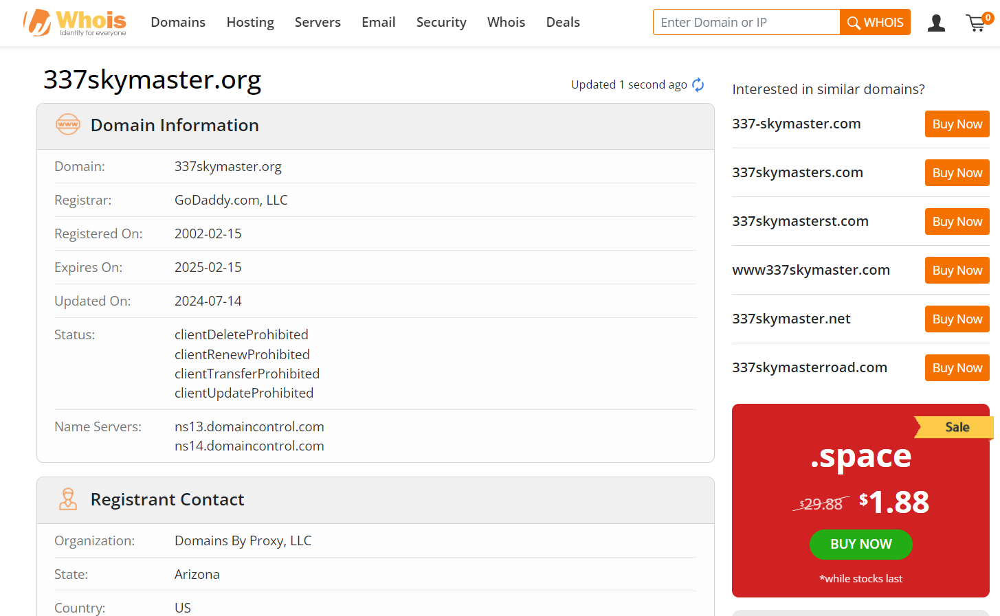 Whois
Identity for everyone
Domains
Hosting
Servers
Email
Security
Whois
Deals
Enter Domain or IP
WHOIS
0
337skymaster.org
Updated 1 second ago
Domain Information
www
Domain:
337skymaster.org
Registrar:
GoDaddy.com, LLC
Registered On:
2002-02-15
Expires On:
2025-02-15
Updated On:
2024-07-14
Status:
clientDeleteProhibited
clientRenewProhibited
clientTransferProhibited
clientUpdateProhibited
Name Servers:
ns13.domaincontrol.com
ns14.domaincontrol.com
Registrant Contact
Organization:
Domains By Proxy, LLC
State:
Arizona
Country:
US
Interested in similar domains?
337-skymaster.com
Buy Now
337skymasters.com
Buy Now
337skymasterst.com
Buy Now
www337skymaster.com
Buy Now
337skymaster.net
Buy Now
337skymasterroad.com
Buy Now
Sale
.space
$29.88 $1.88
BUY NOW
*while stocks last